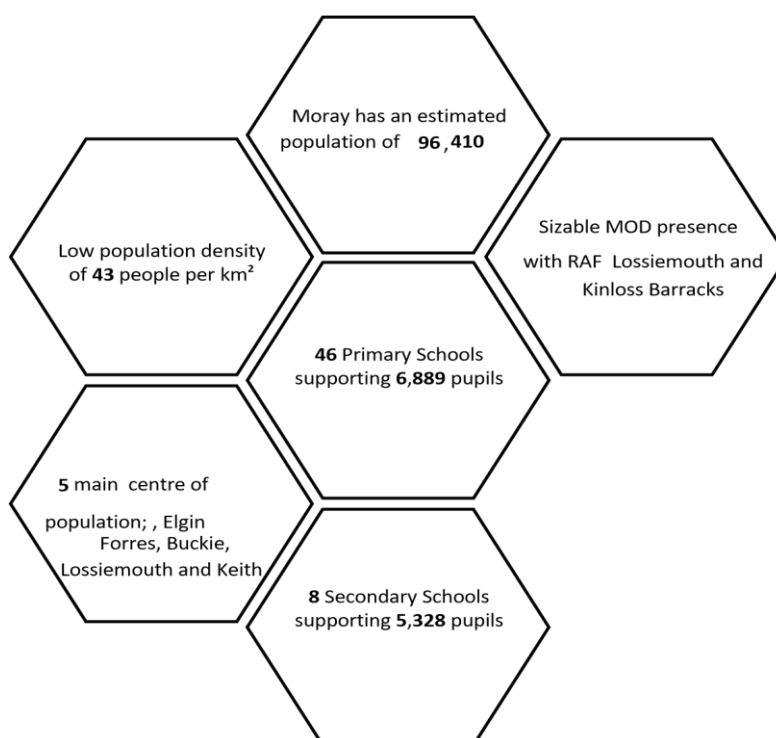 Moray has an estimated
population of 96,410
Low population density
of 43 people per km²
Sizable MOD presence
with RAF Lossiemouth and
Kinloss Barracks
46 Primary Schools
supporting 6,889 pupils
5 main centre of
population; , Elgin
Forres, Buckie,
Lossiemouth and Keith
8 Secondary Schools
supporting 5,328 pupils